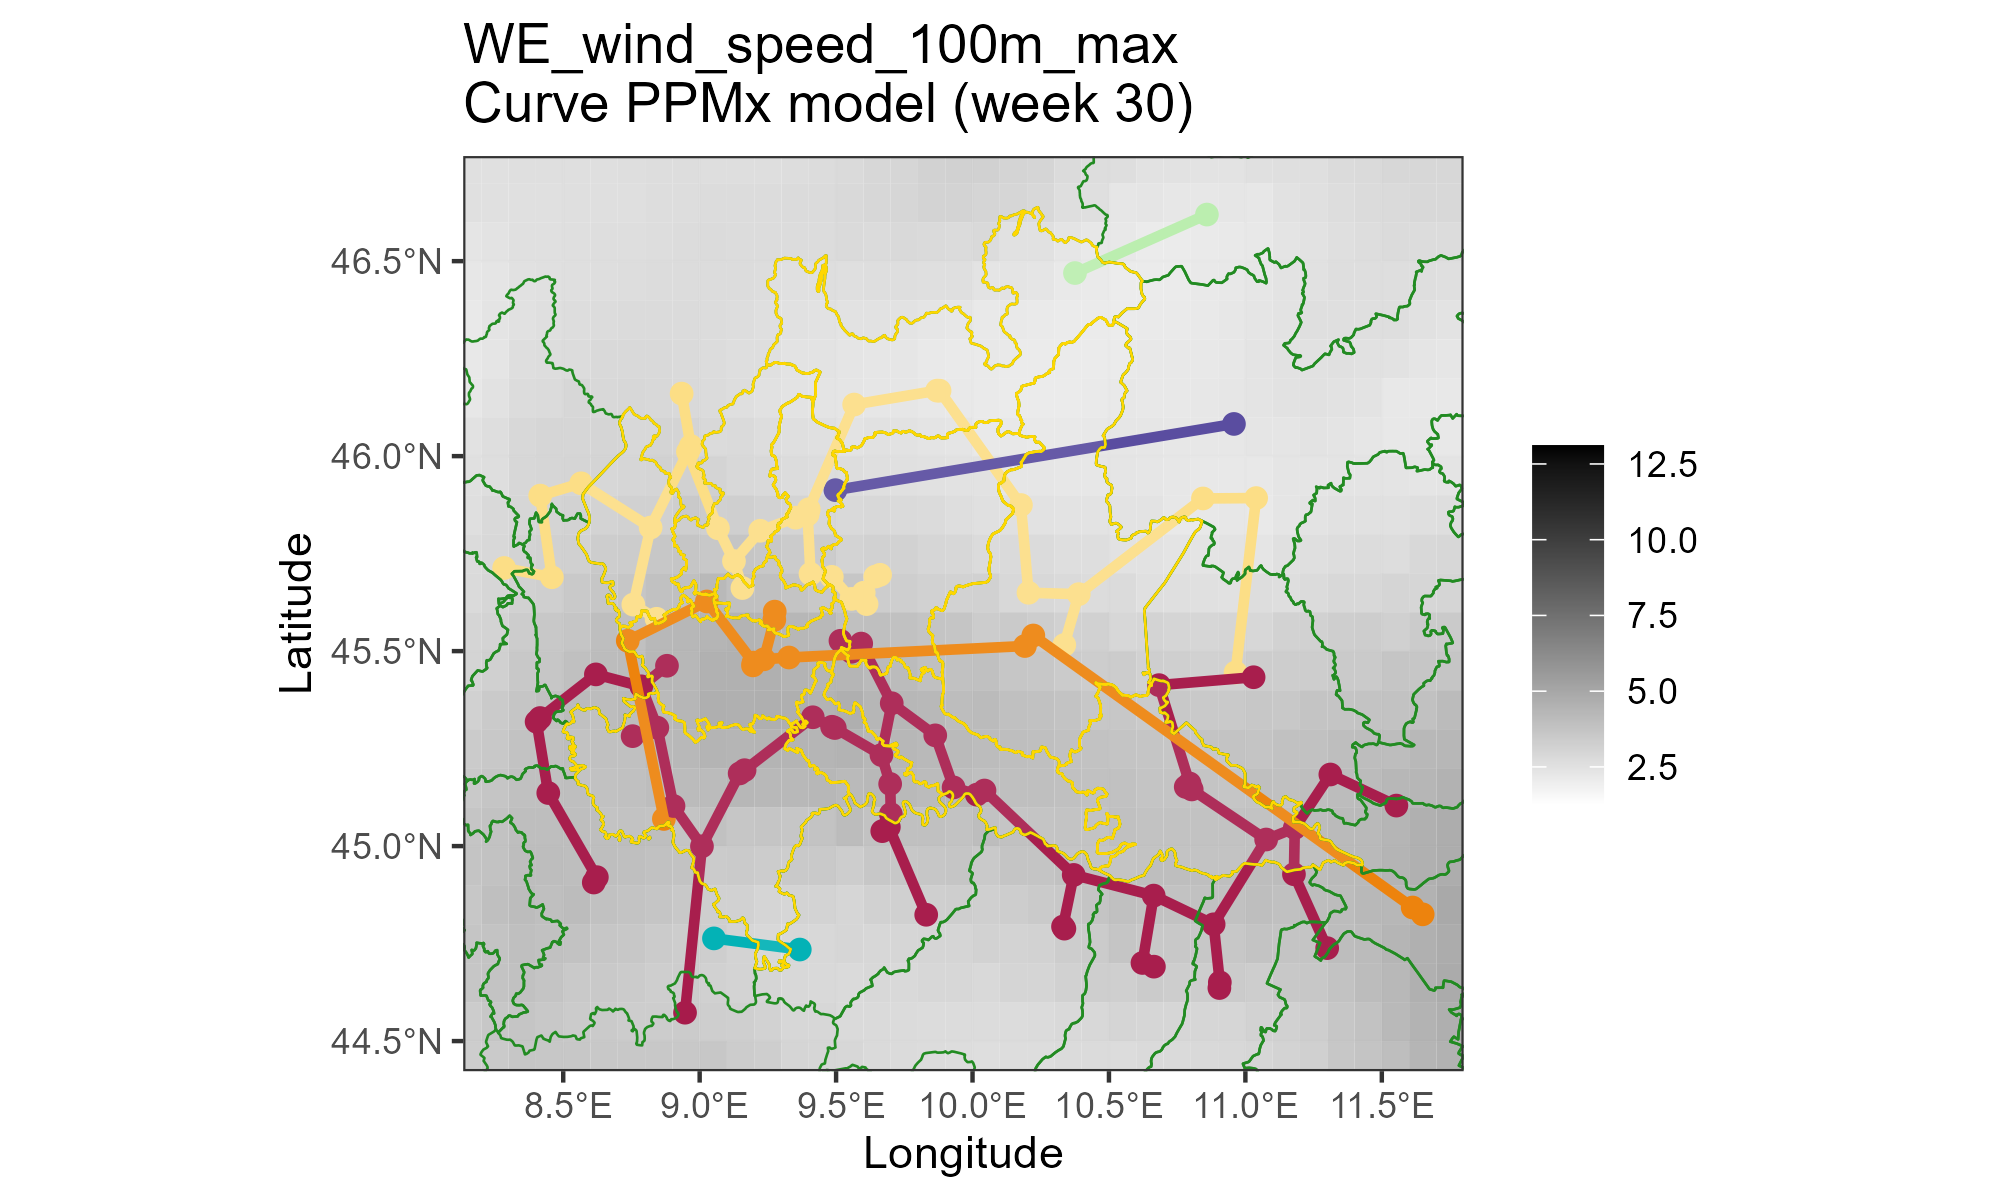 WE_wind_speed_100m_max
Curve PPMx model (week 30)
46.5°N
46.0°N
45.5°N
45.0°N
44.5°N
Latitude
8.5°E 9.0°E 9.5°E 10.0°E 10.5°E 11.0°E 11.5°E
Longitude
12.5
10.0
7.5
5.0
2.5